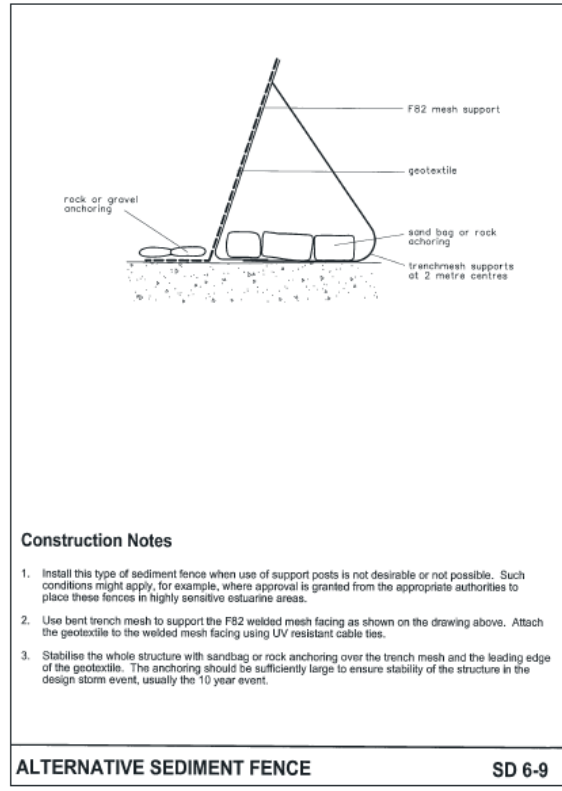 F82 mesh support
geotextile
rock or gravel
anchoring
sand bag or rock
achoring
trenchmesh supports
at 2 metre centres
Construction Notes
1. Install this type of sediment fence when use of support posts is not desirable or not possible. Such
conditions might apply, for example, where approval is granted from the appropriate authorities to
place these fences in highly sensitive estuarine areas.
2. Use bent trench mesh to support the F82 welded mesh facing as shown on the drawing above. Attach
the geotextile to the welded mesh facing using UV resistant cable ties.
3. Stabilise the whole structure with sandbag or rock anchoring over the trench mesh and the leading edge
of the geotextile. The anchoring should be sufficiently large to ensure stability of the structure in the
design storm event, usually the 10 year event.
ALTERNATIVE SEDIMENT FENCE SD 6-9